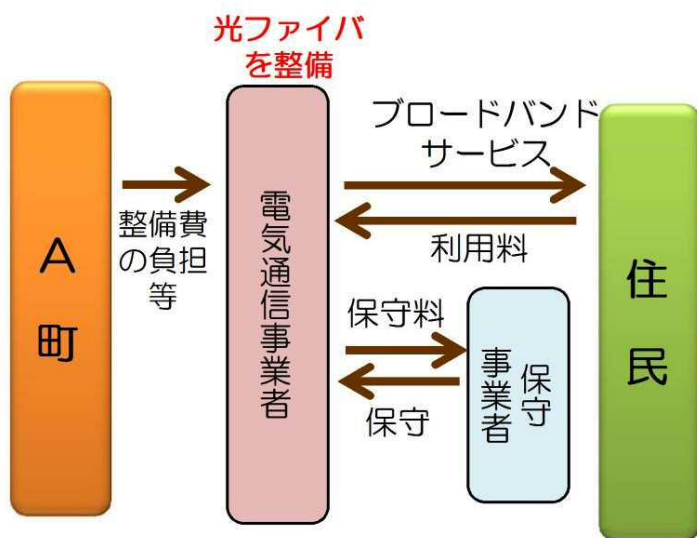 光ファイバ
を整備
A町
整備費
の負担
等
電気通信事業者
ブロードバンド
サービス
利用料
保守料
保守
保守
事業者
住民